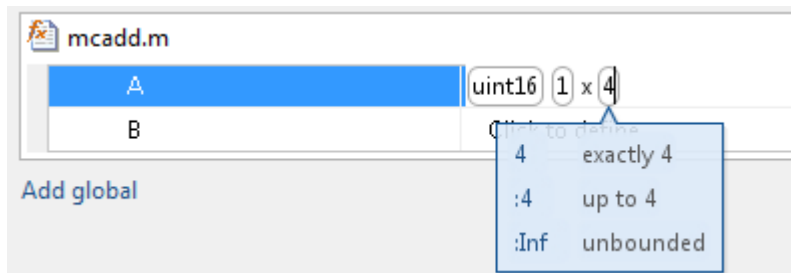 mcadd.m
A uint16 1 x 4
B Click to define
4 exactly 4
:4 up to 4
:Inf unbounded
Add global